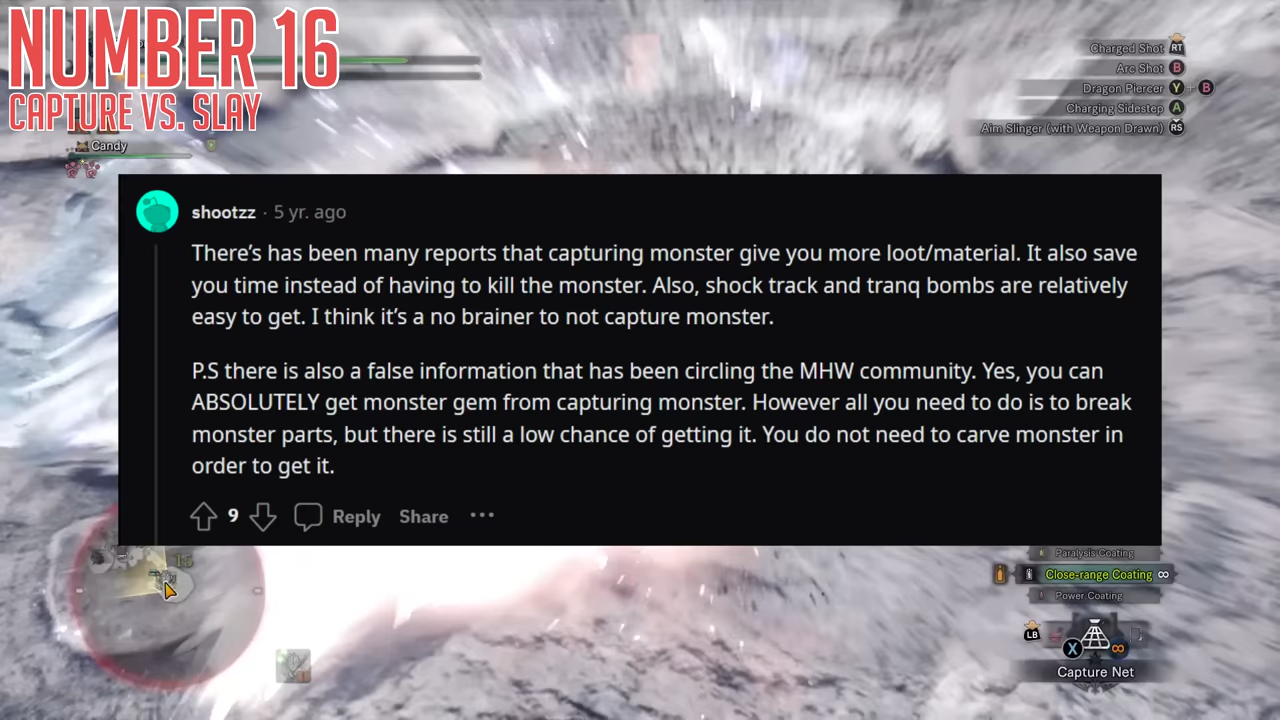 NUMBER 16
CAPTURE VS. SLAY
Candy
Charged Shot RT
Arc Shot B
Dragon Piercer Y + B
Charging Sidestep A
Aim Slinger (with Weapon Drawn) RS
shootzz · 5 yr. ago
There's has been many reports that capturing monster give you more loot/material. It also save
you time instead of having to kill the monster. Also, shock track and tranq bombs are relatively
easy to get. I think it's a no brainer to not capture monster.
P.S there is also a false information that has been circling the MHW community. Yes, you can
ABSOLUTELY get monster gem from capturing monster. However all you need to do is to break
monster parts, but there is still a low chance of getting it. You do not need to carve monster in
order to get it.
9 Reply Share ...
15
Paralysis Coating
Close-range Coating ∞
Power Coating
LB
X ∞
Capture Net